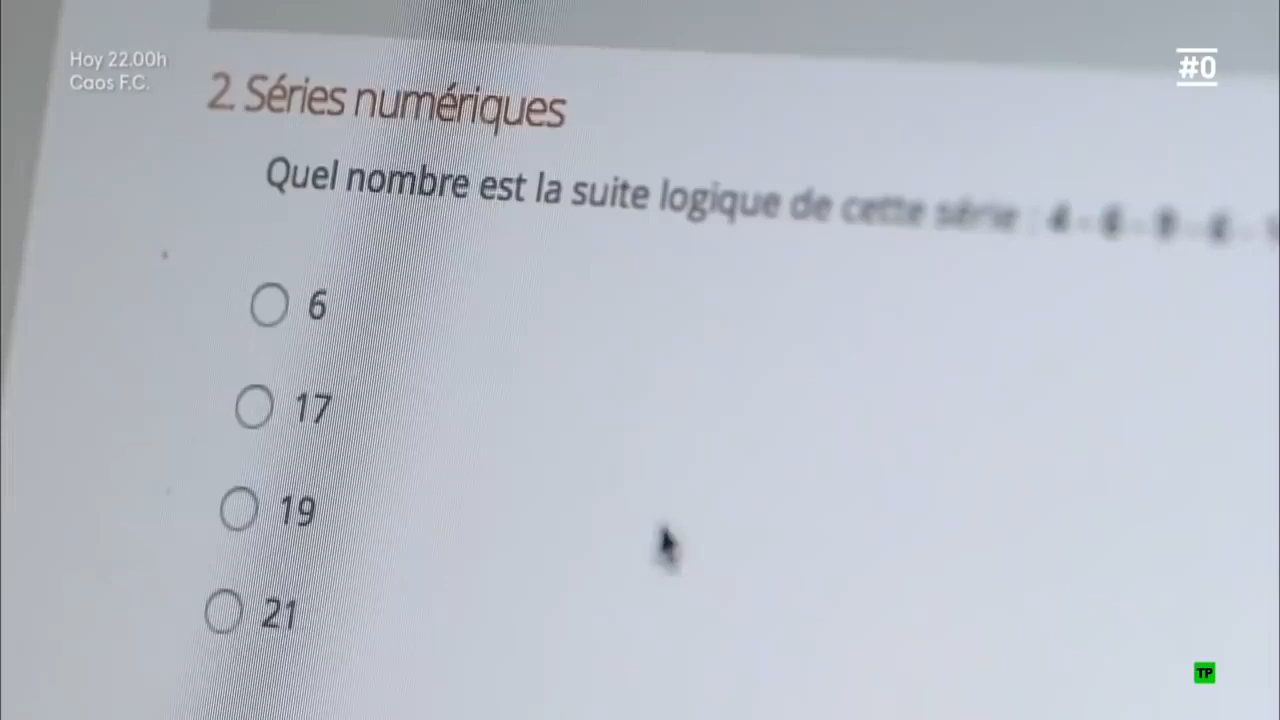 Hoy 22.00h
Caos F.C.
#0
2. Séries numériques
Quel nombre est la suite logique de cette série :
6
17
19
21
TP